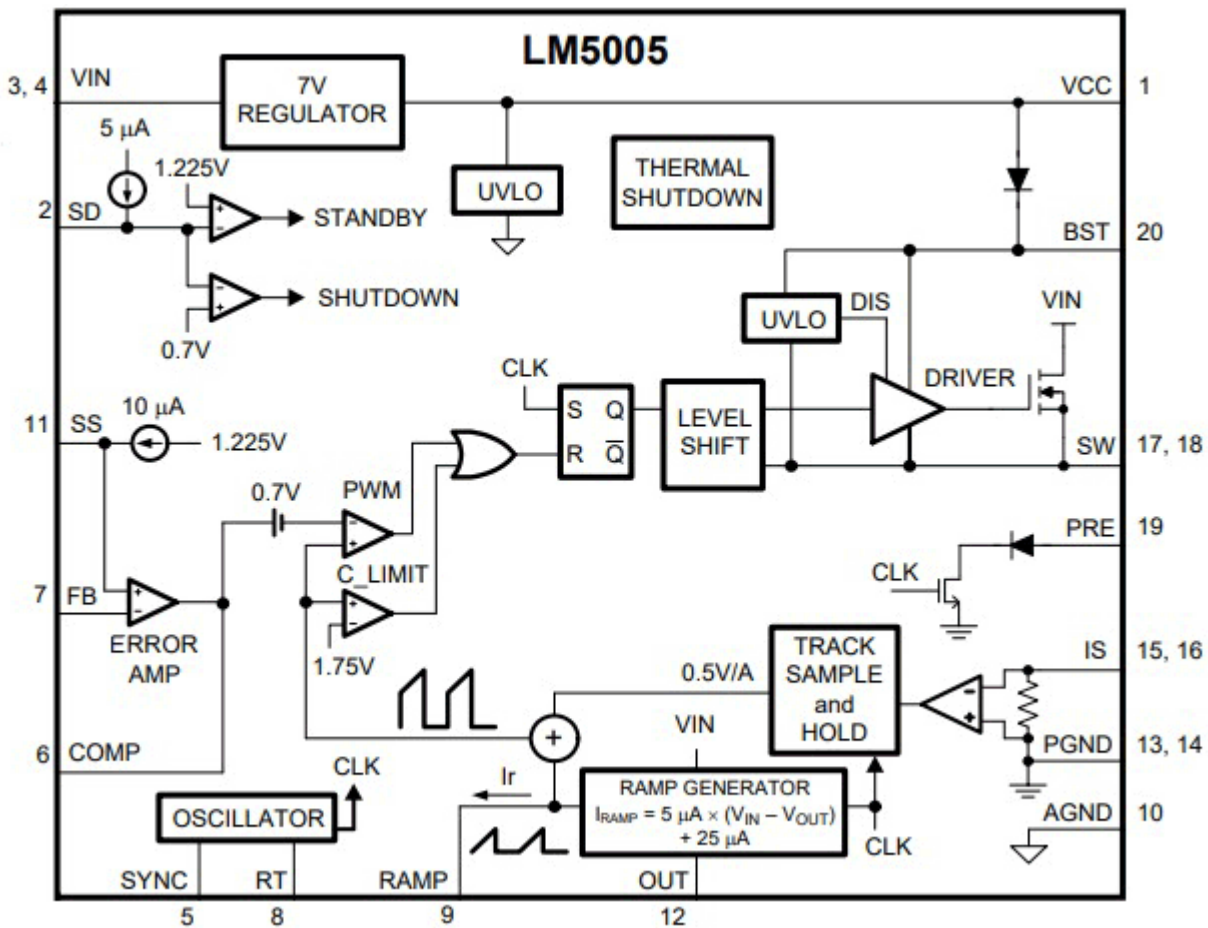 LM5005
3, 4
VIN
7V
REGULATOR
VCC
1
5 µA
1.225V
UVLO
THERMAL
SHUTDOWN
2
SD
+
−
STANDBY
BST
20
−
+
SHUTDOWN
0.7V
UVLO
DIS
VIN
CLK
DRIVER
11
SS
10 µA
1.225V
S Q
R Q̅
LEVEL
SHIFT
SW
17, 18
0.7V
PWM
−
+
PRE
19
C_LIMIT
CLK
7
FB
+
−
+
−
ERROR
AMP
1.75V
0.5V/A
TRACK
SAMPLE
and
HOLD
−
+
IS
15, 16
6
COMP
+
VIN
PGND
13, 14
CLK
Ir
RAMP GENERATOR
I_RAMP = 5 µA × (V_IN – V_OUT)
+ 25 µA
OSCILLATOR
AGND
10
CLK
SYNC
RT
RAMP
OUT
5
8
9
12